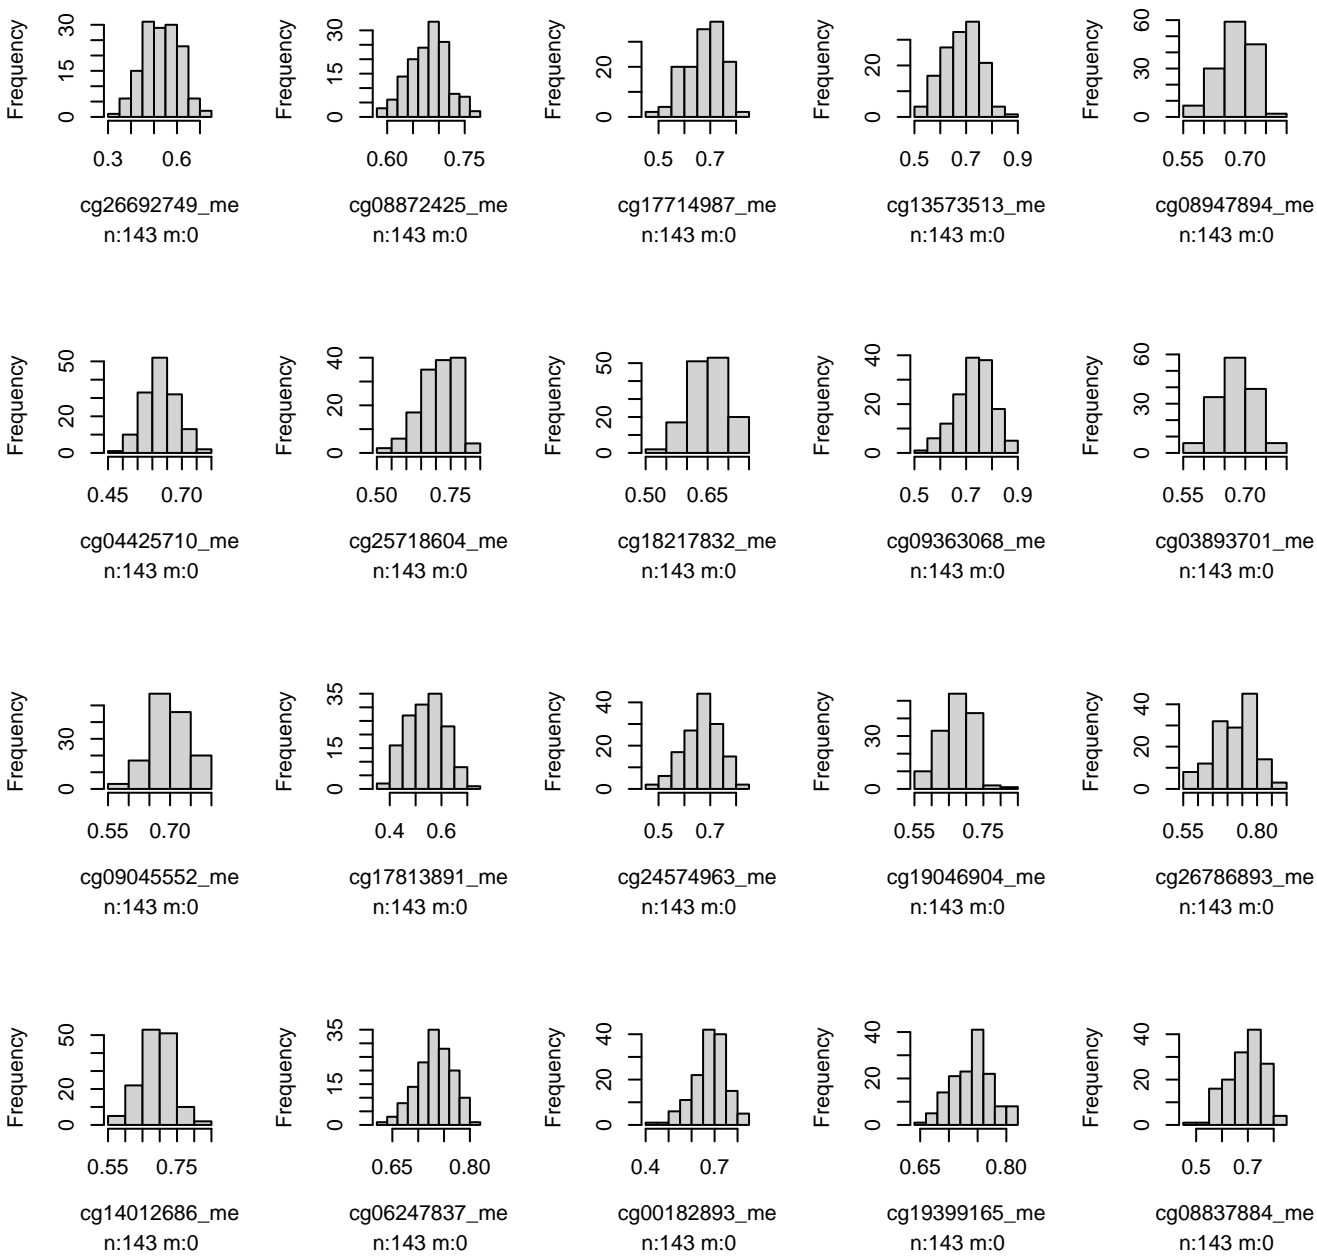 Frequency
0 15 30
0.3 0.6
cg26692749_me
n:143 m:0
Frequency
0 15 30
0.60 0.75
cg08872425_me
n:143 m:0
Frequency
0 20
0.5 0.7
cg17714987_me
n:143 m:0
Frequency
0 20
0.5 0.7 0.9
cg13573513_me
n:143 m:0
Frequency
0 30 60
0.55 0.70
cg08947894_me
n:143 m:0
Frequency
0 20 50
0.45 0.70
cg04425710_me
n:143 m:0
Frequency
0 20 40
0.50 0.75
cg25718604_me
n:143 m:0
Frequency
0 20 50
0.50 0.65
cg18217832_me
n:143 m:0
Frequency
0 20 40
0.5 0.7 0.9
cg09363068_me
n:143 m:0
Frequency
0 30 60
0.55 0.70
cg03893701_me
n:143 m:0
Frequency
0 30
0.55 0.70
cg09045552_me
n:143 m:0
Frequency
0 15 35
0.4 0.6
cg17813891_me
n:143 m:0
Frequency
0 20 40
0.5 0.7
cg24574963_me
n:143 m:0
Frequency
0 30
0.55 0.75
cg19046904_me
n:143 m:0
Frequency
0 20 40
0.55 0.80
cg26786893_me
n:143 m:0
Frequency
0 20 50
0.55 0.75
cg14012686_me
n:143 m:0
Frequency
0 15 35
0.65 0.80
cg06247837_me
n:143 m:0
Frequency
0 20 40
0.4 0.7
cg00182893_me
n:143 m:0
Frequency
0 20 40
0.65 0.80
cg19399165_me
n:143 m:0
Frequency
0 20 40
0.5 0.7
cg08837884_me
n:143 m:0